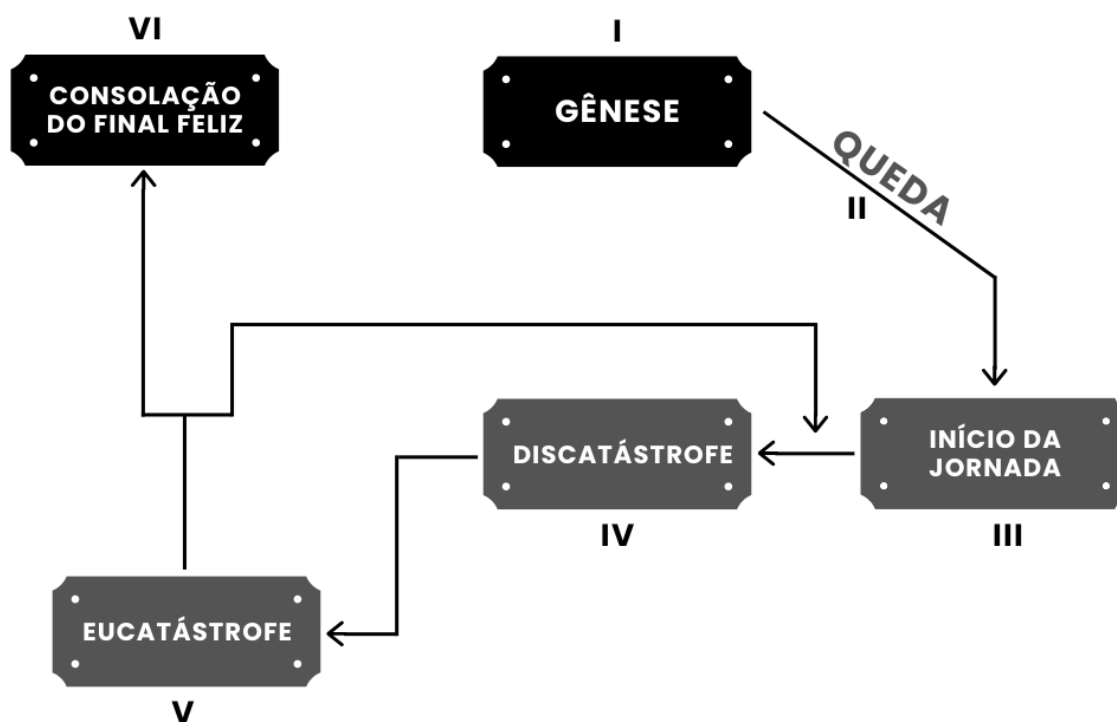 VI
CONSOLAÇÃO
DO FINAL FELIZ
I
GÊNESE
QUEDA
II
INÍCIO DA
JORNADA
III
DISCATÁSTROFE
IV
EUCATÁSTROFE
V